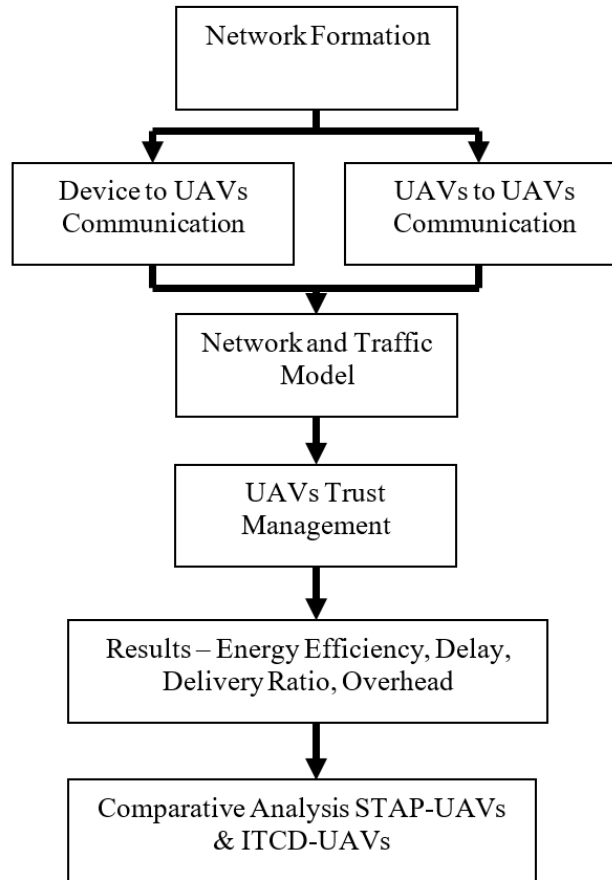 Network Formation
Device to UAVs
Communication
UAVs to UAVs
Communication
Network and Traffic
Model
UAVs Trust
Management
Results – Energy Efficiency, Delay,
Delivery Ratio, Overhead
Comparative Analysis STAP-UAVs
& ITCD-UAVs